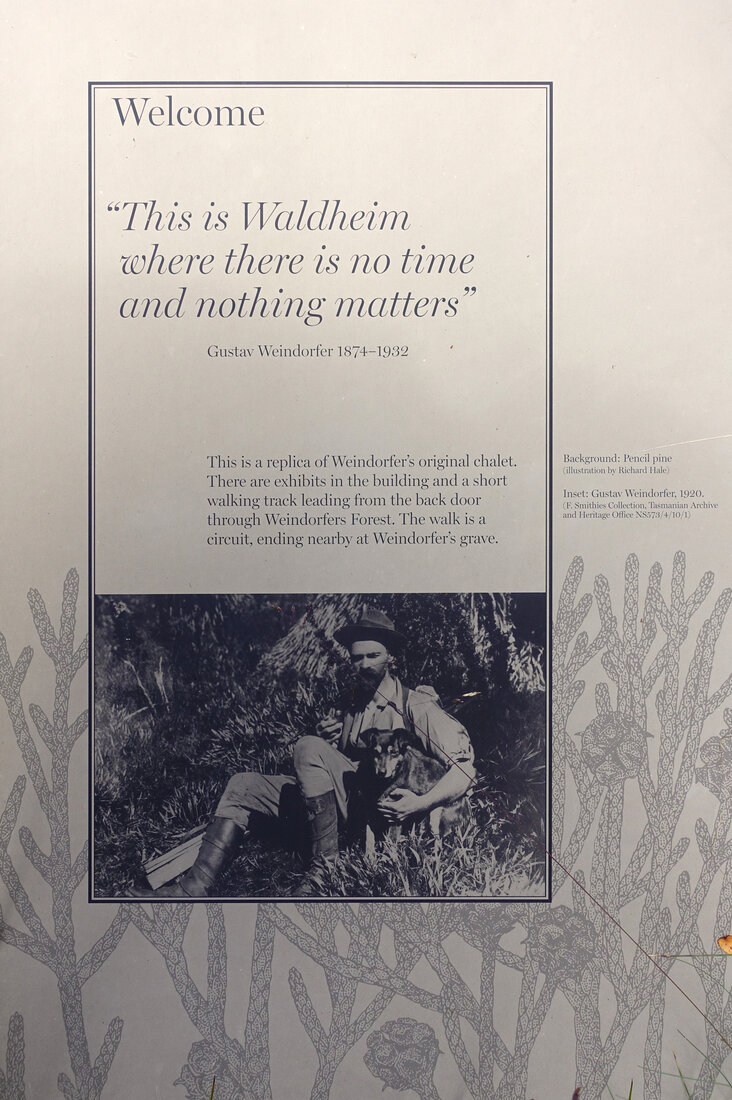 Welcome
“This is Waldheim
where there is no time
and nothing matters”
Gustav Weindorfer 1874–1932
This is a replica of Weindorfer’s original chalet.
There are exhibits in the building and a short
walking track leading from the back door
through Weindorfers Forest. The walk is a
circuit, ending nearby at Weindorfer’s grave.
Background: Pencil pine
(illustration by Richard Hale)
Inset: Gustav Weindorfer, 1920.
(F. Smithies Collection, Tasmanian Archive
and Heritage Office NS573/4/10/1)